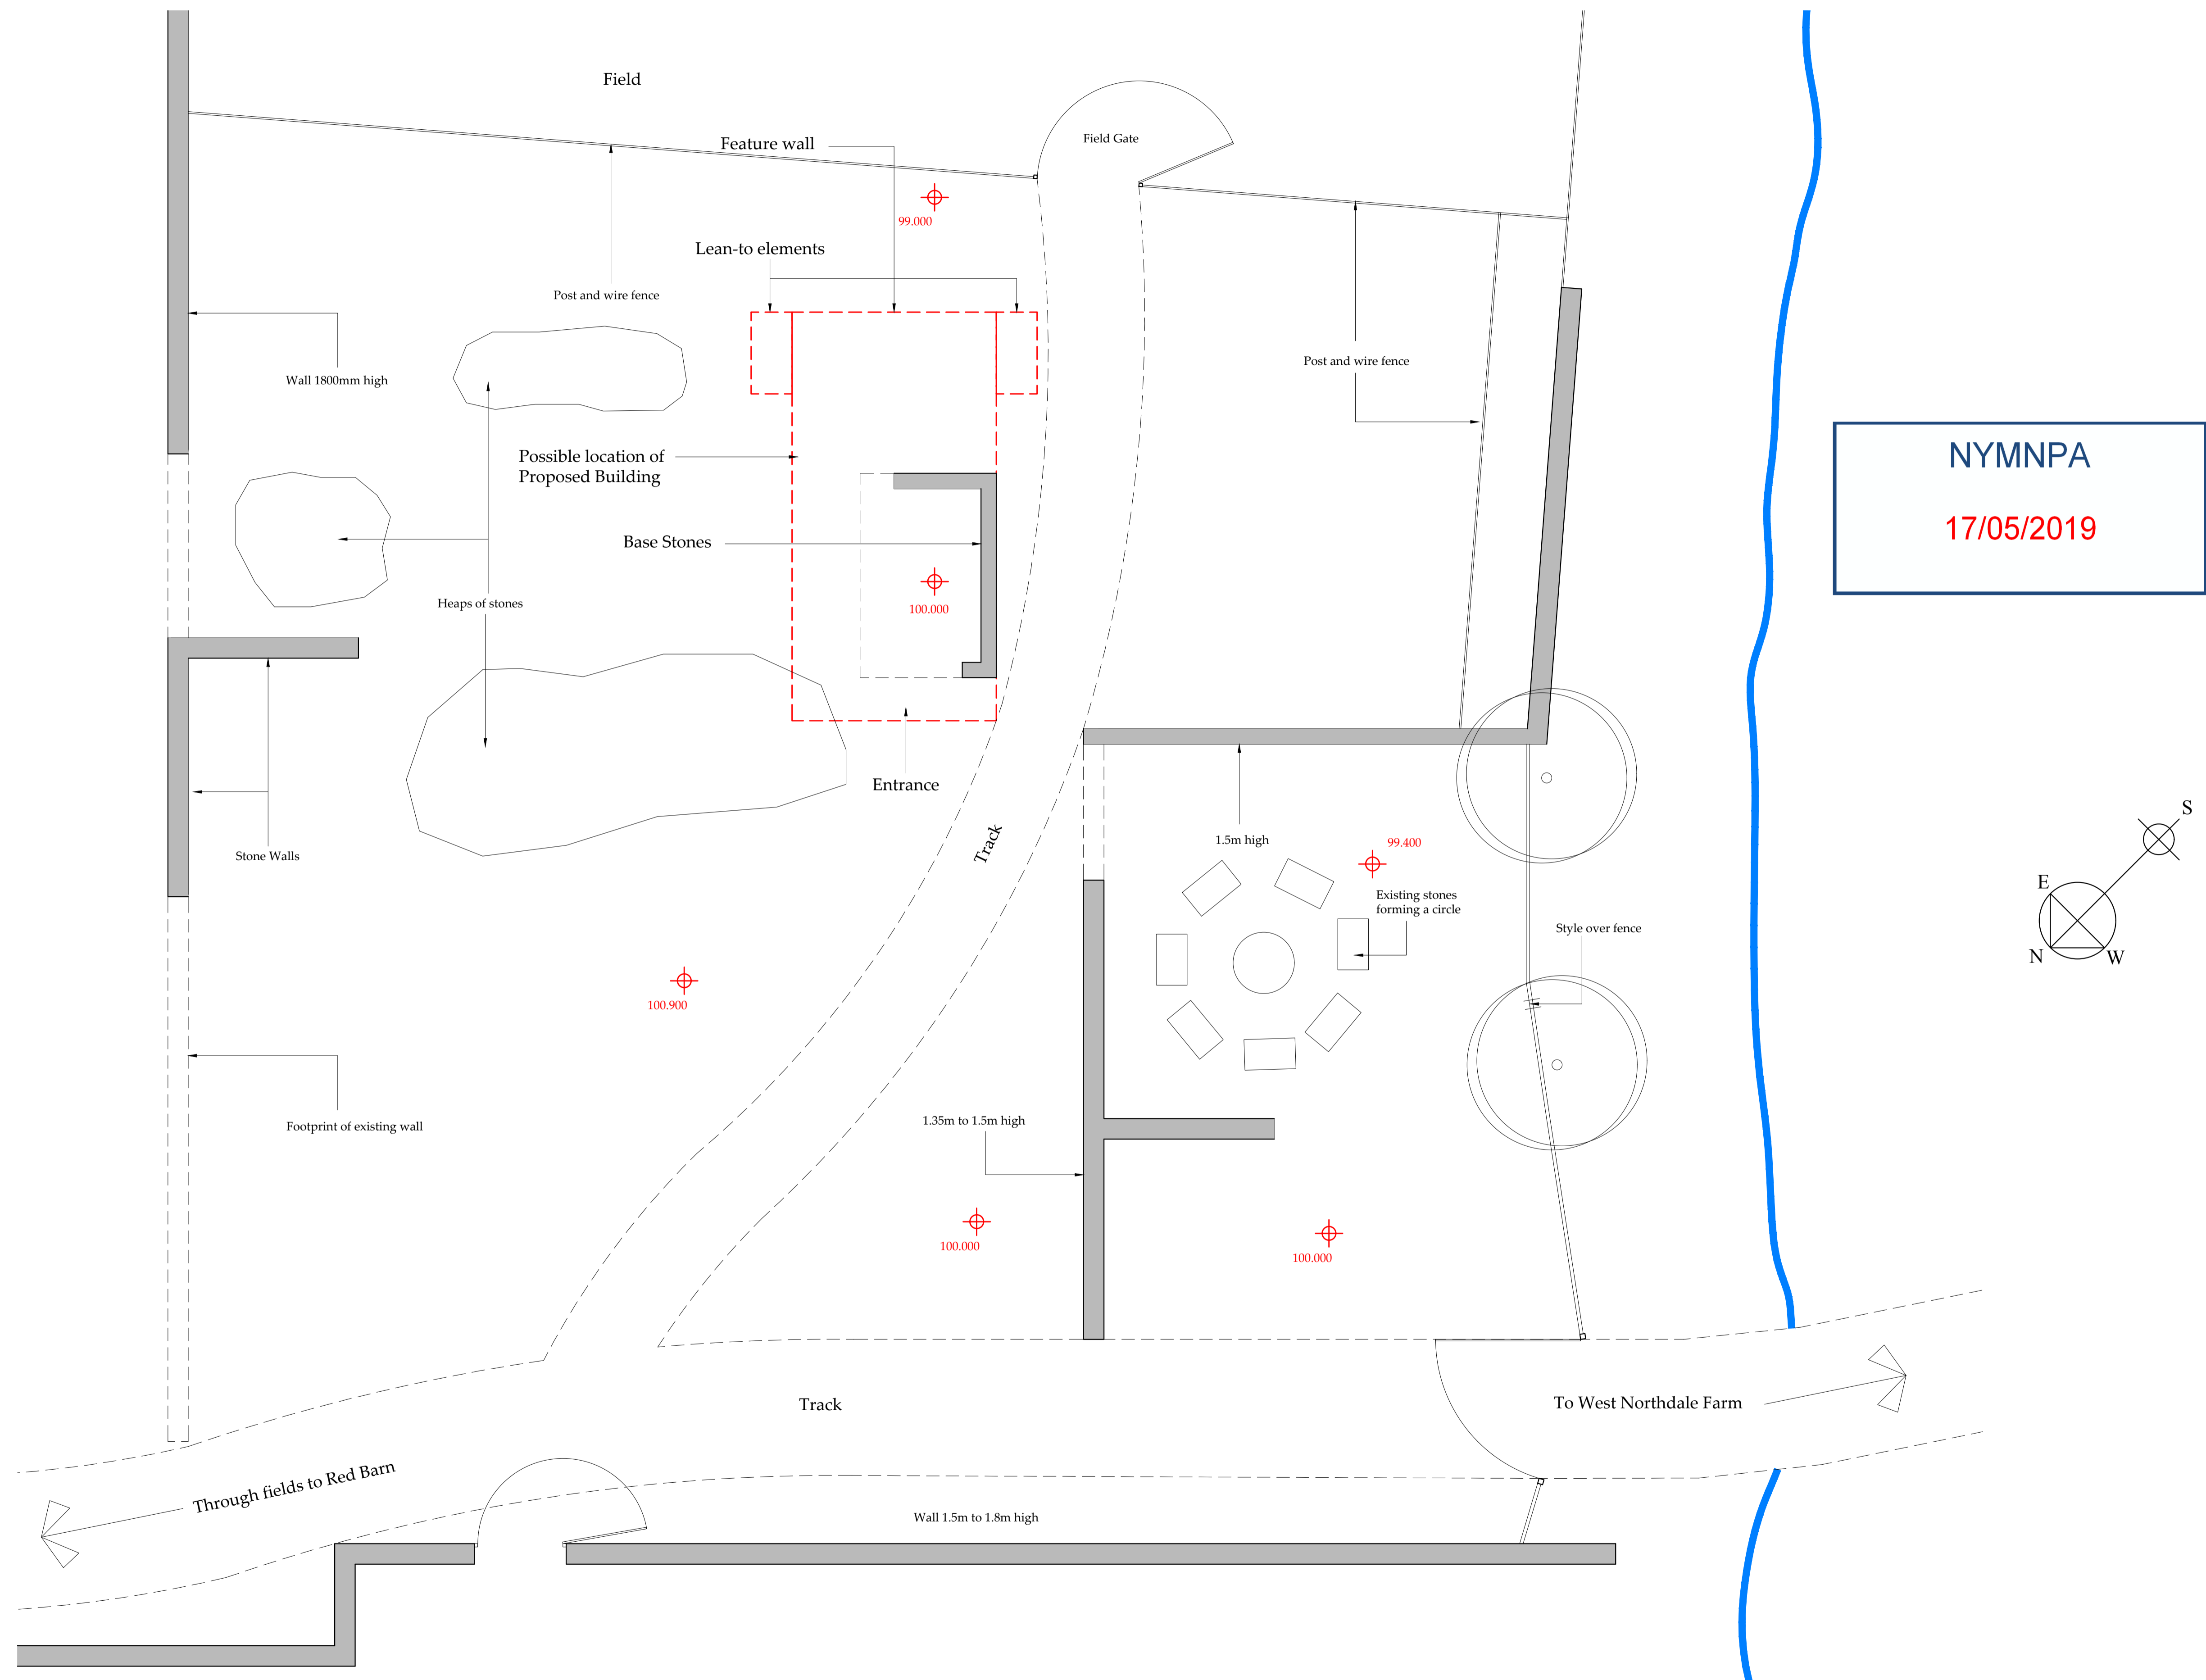 Field
Field Gate
Feature wall
99.000
Lean-to elements
Post and wire fence
Wall 1800mm high
Post and wire fence
NYMNPA
17/05/2019
Possible location of
Proposed Building
Base Stones
Heaps of stones
100.000
Entrance
Track
1.5m high
99.400
Existing stones
forming a circle
Style over fence
Stone Walls
S
E
N
W
100.900
Footprint of existing wall
1.35m to 1.5m high
100.000
100.000
Track
To West Northdale Farm
Through fields to Red Barn
Wall 1.5m to 1.8m high